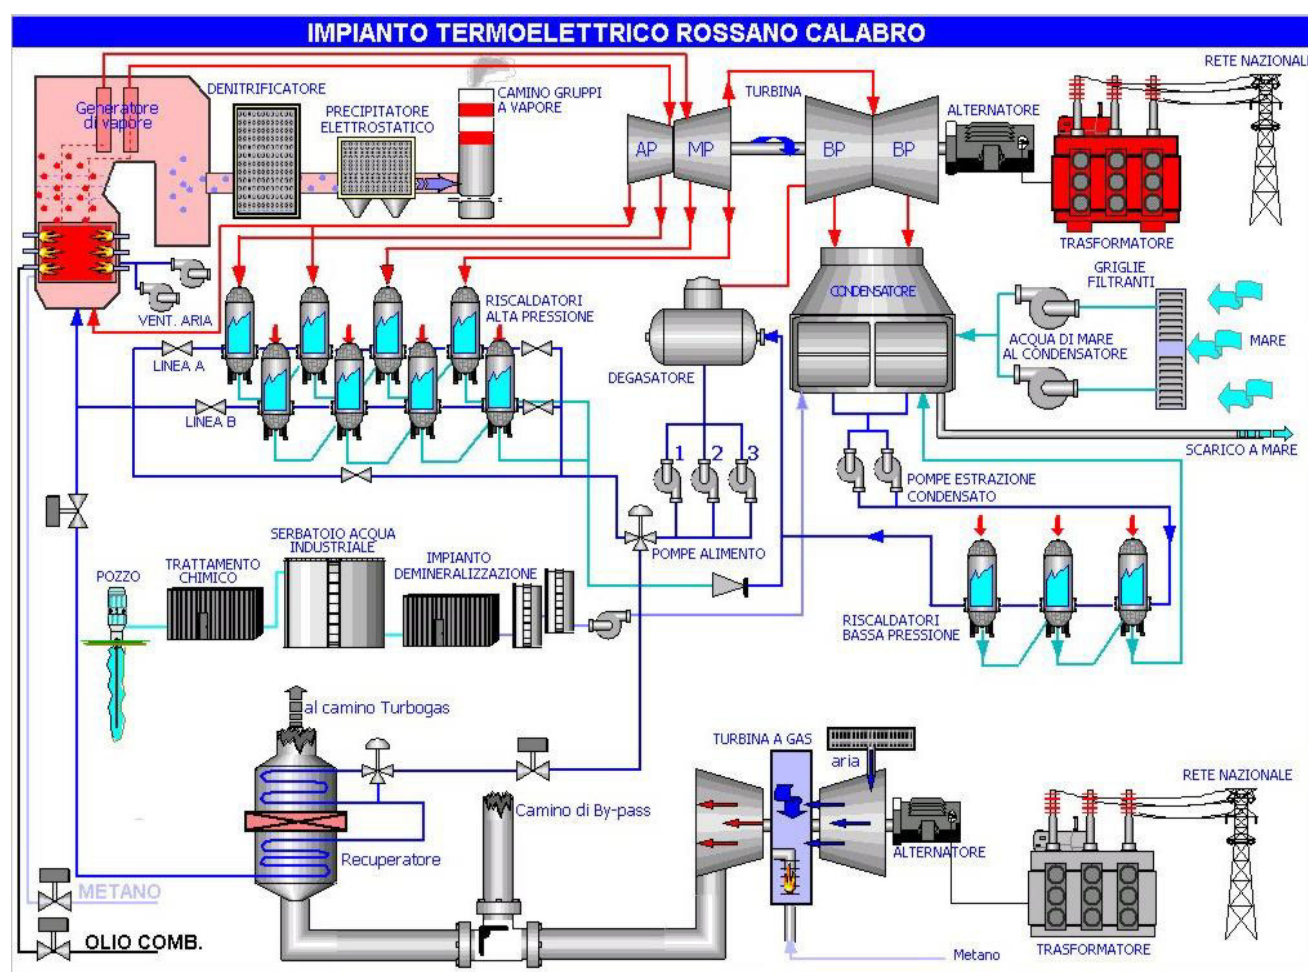 IMPIANTO TERMOELETTRICO ROSSANO CALABRO
RETE NAZIONALE
DENITRIFICATORE
CAMINO GRUPPI
A VAPORE
TURBINA
ALTERNATORE
Generatore
di vapore
PRECIPITATORE
ELETTROSTATICO
AP
MP
BP
BP
TRASFORMATORE
GRIGLIE
FILTRANTI
VENT. ARIA
RISCALDATORI
ALTA PRESSIONE
CONDENSATORE
ACQUA DI MARE
AL CONDENSATORE
MARE
LINEA A
DEGASATORE
LINEA B
1
2
3
SCARICO A MARE
POMPE ESTRAZIONE
CONDENSATO
SERBATOIO ACQUA
INDUSTRIALE
POMPE ALIMENTO
TRATTAMENTO
CHIMICO
IMPIANTO
DEMINERALIZZAZIONE
POZZO
RISCALDATORI
BASSA PRESSIONE
al camino Turbogas
TURBINA A GAS
aria
RETE NAZIONALE
Camino di By-pass
Recuperatore
ALTERNATORE
METANO
OLIO COMB.
Metano
TRASFORMATORE